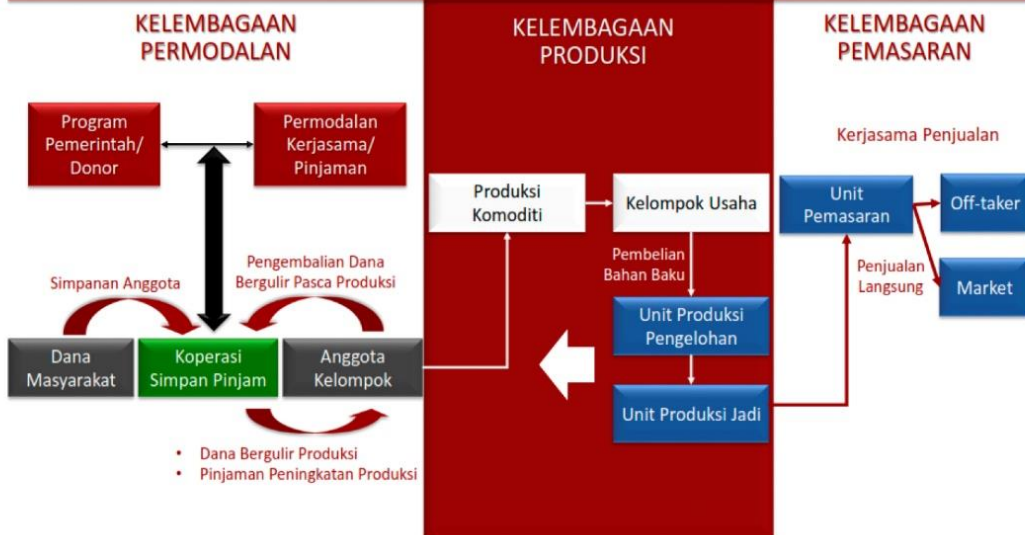 KELEMBAGAAN
PERMODALAN
Program
Pemerintah/
Donor
Permodalan
Kerjasama/
Pinjaman
Simpanan Anggota
Pengembalian Dana
Bergulir Pasca Produksi
Dana
Masyarakat
Koperasi
Simpan Pinjam
Anggota
Kelompok
• Dana Bergulir Produksi
• Pinjaman Peningkatan Produksi
KELEMBAGAAN
PRODUKSI
Produksi
Komoditi
Kelompok Usaha
Pembelian
Bahan Baku
Unit Produksi
Pengelohan
Unit Produksi Jadi
KELEMBAGAAN
PEMASARAN
Kerjasama Penjualan
Unit
Pemasaran
Off-taker
Penjualan
Langsung
Market